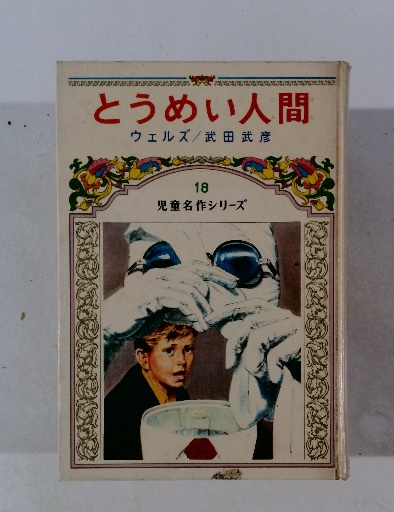 とうめい人間
ウェルズ/武田武彦
18
児童名作シリーズ